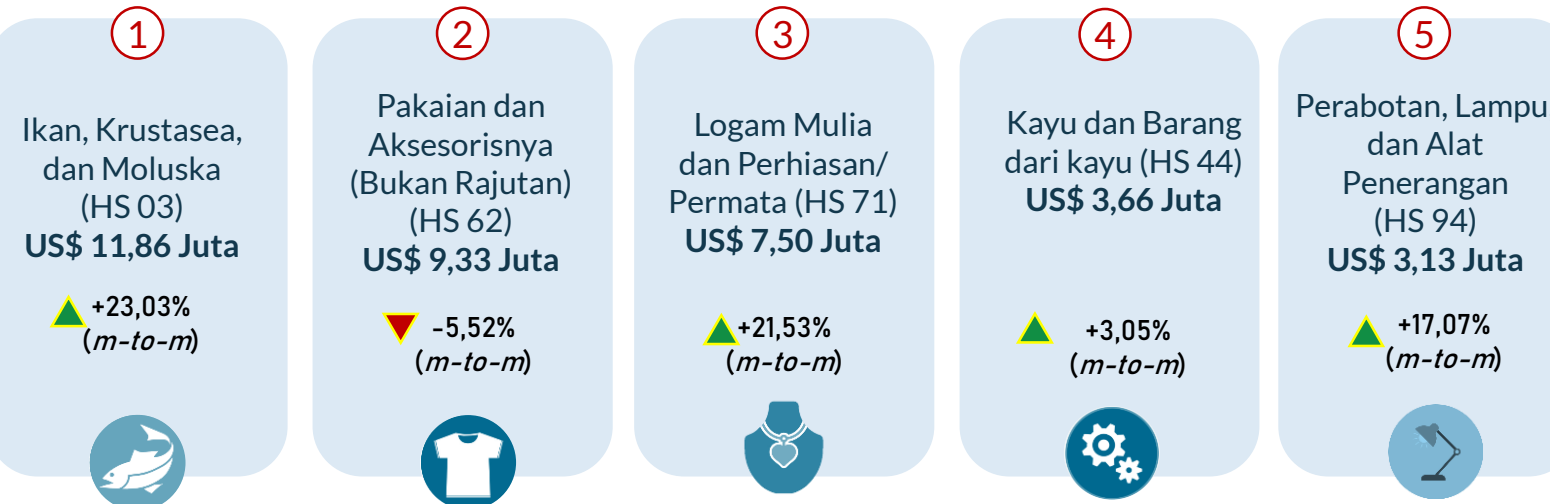 1
Ikan, Krustasea,
dan Moluska
(HS 03)
US$ 11,86 Juta
+23,03%
(m-to-m)
2
Pakaian dan
Aksesorisnya
(Bukan Rajutan)
(HS 62)
US$ 9,33 Juta
-5,52%
(m-to-m)
3
Logam Mulia
dan Perhiasan/
Permata (HS 71)
US$ 7,50 Juta
+21,53%
(m-to-m)
4
Kayu dan Barang
dari kayu (HS 44)
US$ 3,66 Juta
+3,05%
(m-to-m)
5
Perabotan, Lampu
dan Alat
Penerangan
(HS 94)
US$ 3,13 Juta
+17,07%
(m-to-m)